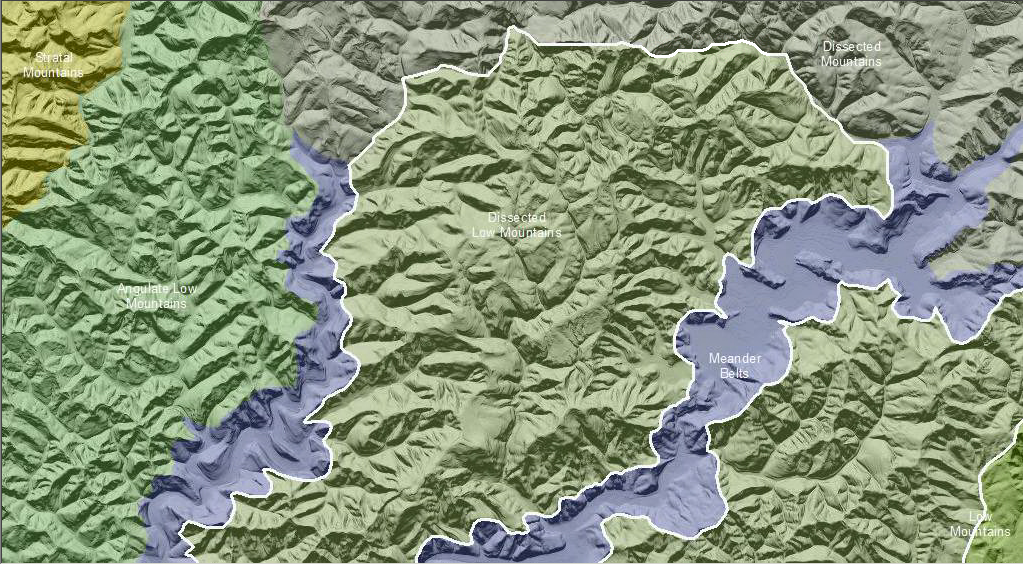 Stratal
Mountains
Dissected
Mountains
Dissected
Low Mountains
Angulate Low
Mountains
Meander
Belts
Low
Mountains